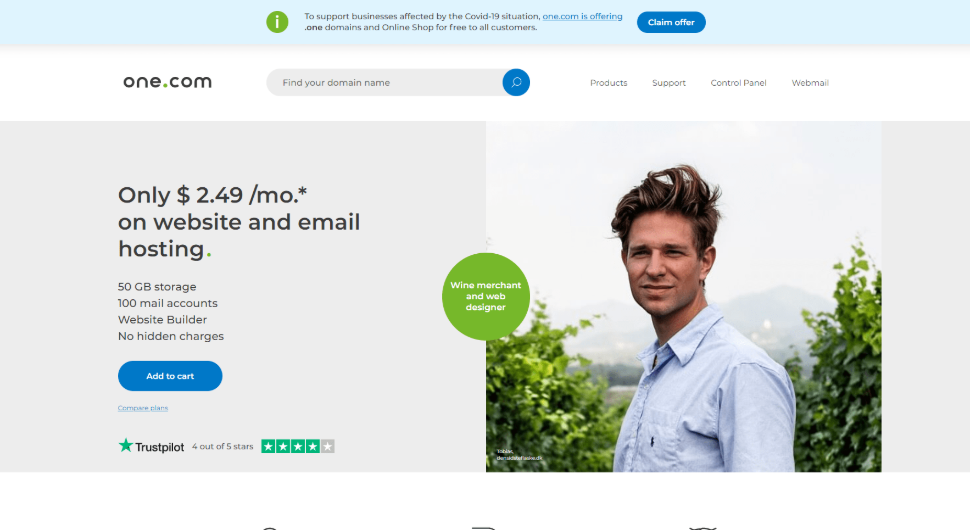 To support businesses affected by the Covid-19 situation, one.com is offering
.one domains and Online Shop for free to all customers.
Claim offer
one.com
Find your domain name
Products
Support
Control Panel
Webmail
Only $ 2.49 /mo.*
on website and email
hosting.
50 GB storage
100 mail accounts
Website Builder
No hidden charges
Add to cart
Compare plans
Trustpilot
4 out of 5 stars
Wine merchant
and web
designer
Tobias,